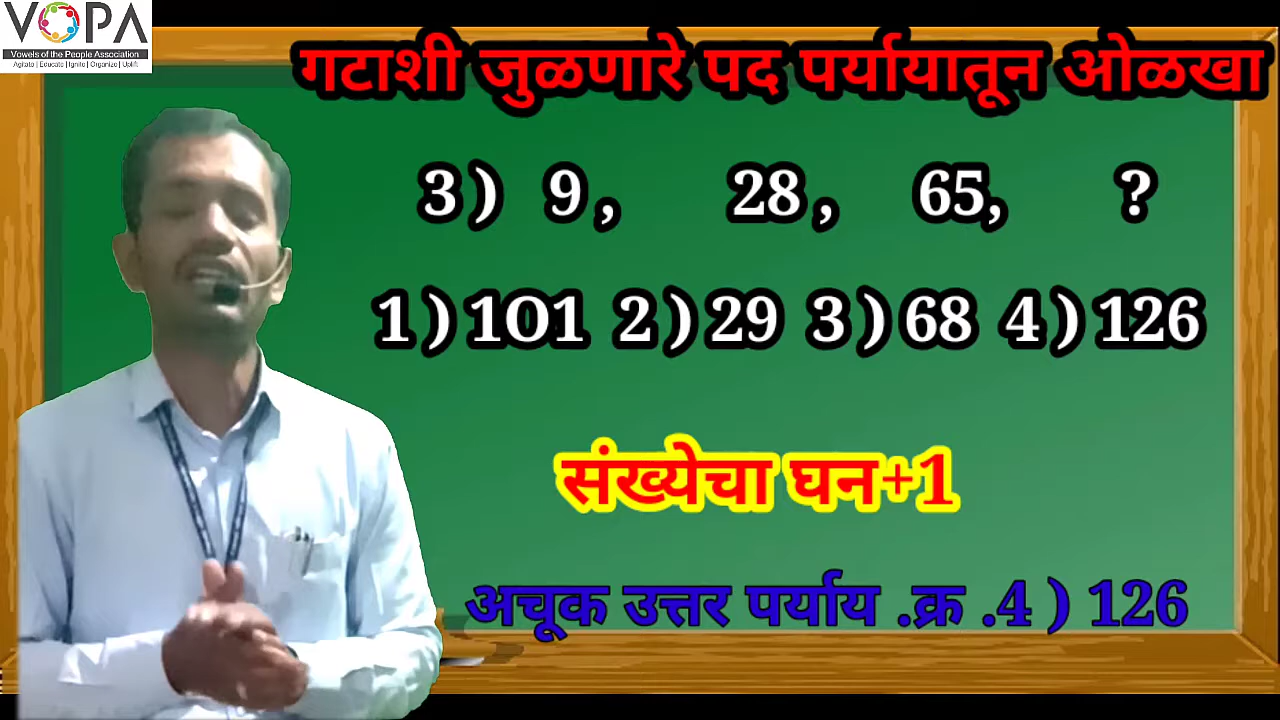 VOPA
Vowels of the People Association
Agitate | Educate | Ignite | Organize | Uplift
गटाशी जुळणारे पद पर्यायातून ओळखा
3) 9, 28, 65, ?
1)101 2)29 3)68 4)126
संख्येचा घन+1
अचूक उत्तर पर्याय .क्र .4 ) 126